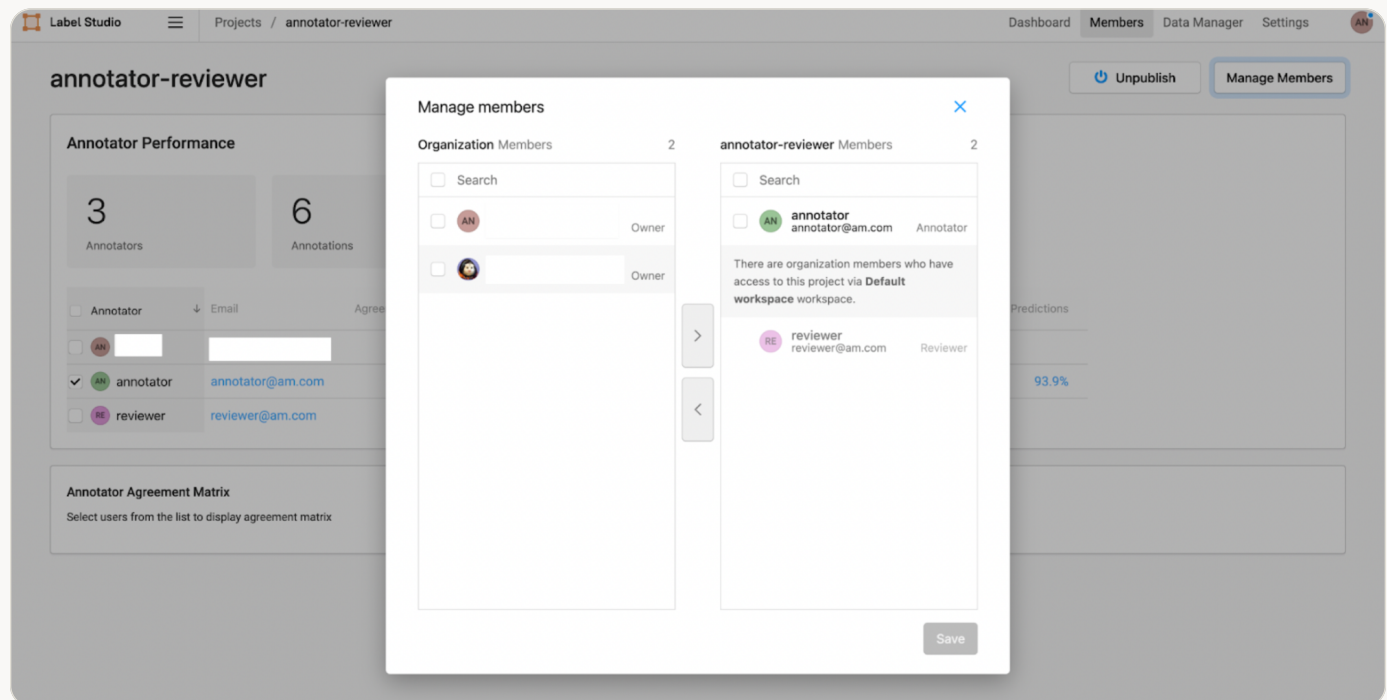 Label Studio
Projects / annotator-reviewer
Dashboard Members Data Manager Settings AN
annotator-reviewer
Unpublish Manage Members
Annotator Performance
3
Annotators
6
Annotations
Annotator ↓ Email Agree
Predictions
AN
AN annotator annotator@am.com 93.9%
RE reviewer reviewer@am.com
Annotator Agreement Matrix
Select users from the list to display agreement matrix
Manage members
Organization Members 2
Search
AN Owner
Owner
annotator-reviewer Members 2
Search
AN annotator
annotator@am.com Annotator
There are organization members who have
access to this project via Default
workspace workspace.
RE reviewer
reviewer@am.com Reviewer
Save